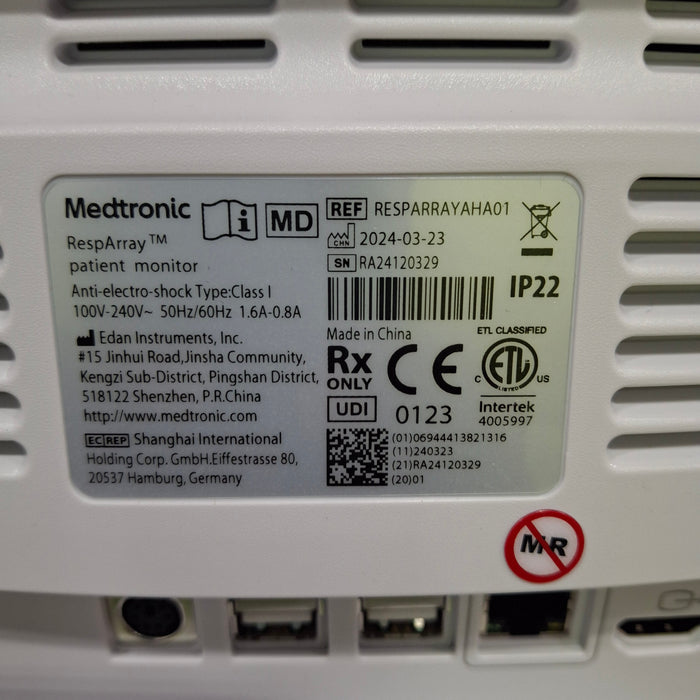 Medtronic
RespArray™
patient monitor
Anti-electro-shock Type:Class I
100V-240V~ 50Hz/60Hz 1.6A-0.8A
Edan Instruments, Inc.
#15 Jinhui Road,Jinsha Community,
Kengzi Sub-District, Pingshan District,
518122 Shenzhen, P.R.China
http://www.medtronic.com
EC REP Shanghai International
Holding Corp. GmbH.Eiffestrasse 80,
20537 Hamburg, Germany
i
MD
REF RESPARRAYAHA01
CHN 2024-03-23
SN RA24120329
IP22
Made in China
Rx
ONLY
CE
0123
ETL CLASSIFIED
C ETL US
LISTED
Intertek
4005997
UDI
(01)06944413821316
(11)240323
(21)RA24120329
(20)01
MR